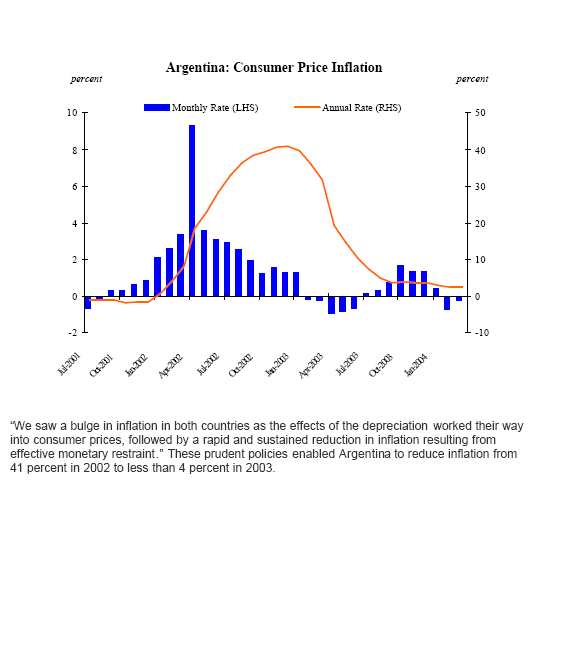 Argentina: Consumer Price Inflation
percent
percent
Monthly Rate (LHS)
Annual Rate (RHS)
10
8
6
4
2
0
-2
50
40
30
20
10
0
-10
Jul-2001
Oct-2001
Jan-2002
Apr-2002
Jul-2002
Oct-2002
Jan-2003
Apr-2003
Jul-2003
Oct-2003
Jan-2004
“We saw a bulge in inflation in both countries as the effects of the depreciation worked their way
into consumer prices, followed by a rapid and sustained reduction in inflation resulting from
effective monetary restraint.” These prudent policies enabled Argentina to reduce inflation from
41 percent in 2002 to less than 4 percent in 2003.